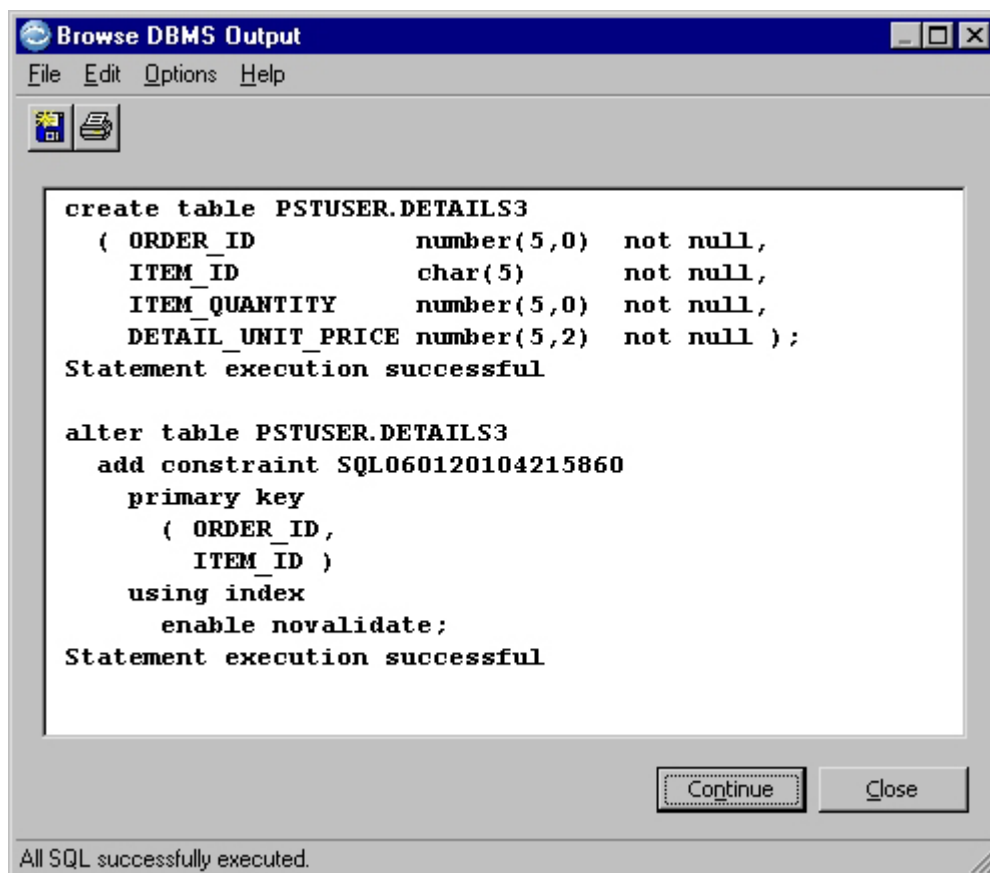 Browse DBMS Output
File Edit Options Help
create table PSTUSER.DETAILS3
( ORDER_ID number(5,0) not null,
ITEM_ID char(5) not null,
ITEM_QUANTITY number(5,0) not null,
DETAIL_UNIT_PRICE number(5,2) not null );
Statement execution successful
alter table PSTUSER.DETAILS3
add constraint SQL060120104215860
primary key
( ORDER_ID,
ITEM_ID )
using index
enable novalidate;
Statement execution successful
Continue Close
All SQL successfully executed.